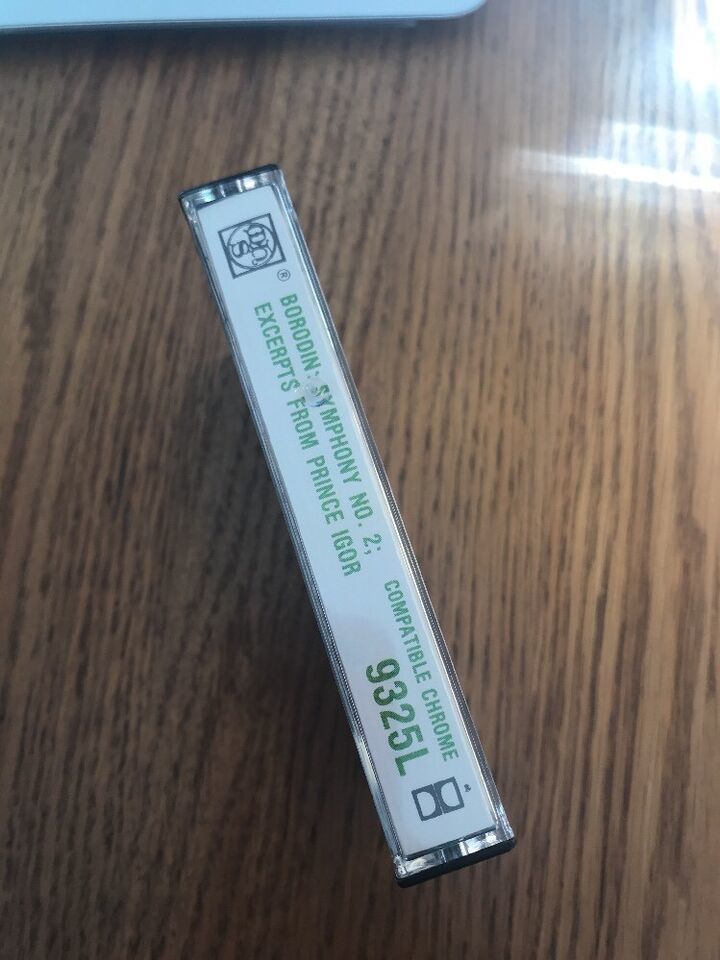 ®
BORODIN: SYMPHONY NO. 2;
EXCERPTS FROM PRINCE IGOR
COMPATIBLE CHROME
9325L